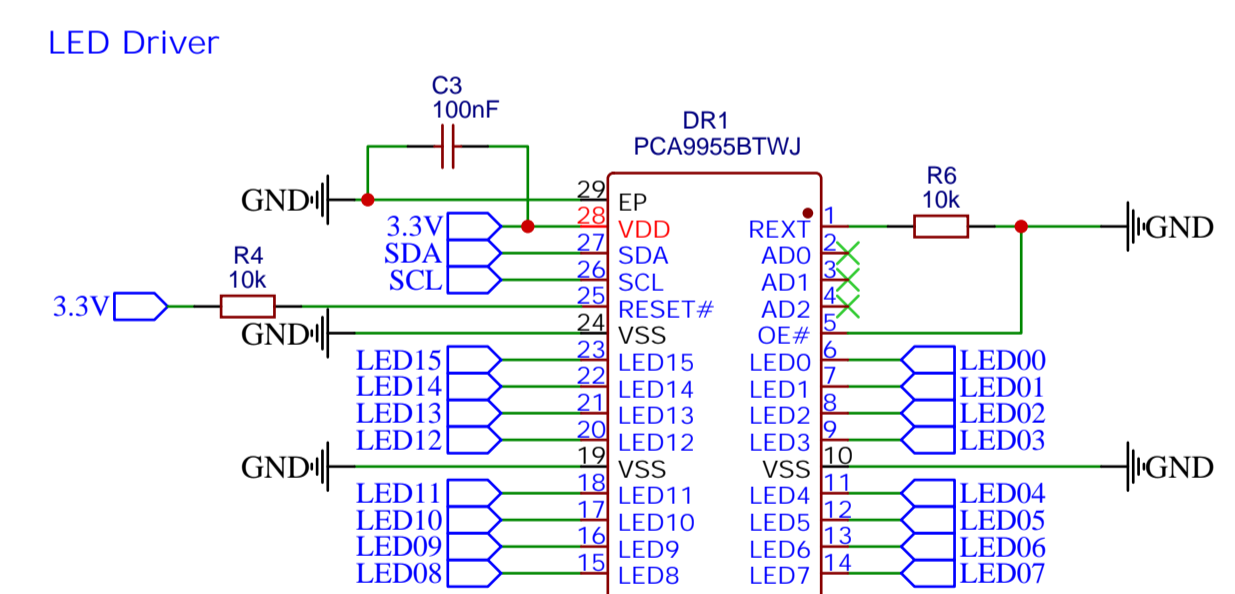 LED Driver
C3
100nF
DR1
PCA9955BTWJ
R6
10k
GND 29 EP
3.3V 28 VDD REXT 1 GND
SDA 27 SDA AD0 2
R4
10k
SCL 26 SCL AD1 3
3.3V 25 RESET# AD2 4
GND 24 VSS OE# 5
LED15 23 LED15 LED0 6 LED00
LED14 22 LED14 LED1 7 LED01
LED13 21 LED13 LED2 8 LED02
LED12 20 LED12 LED3 9 LED03
GND 19 VSS VSS 10 GND
LED11 18 LED11 LED4 11 LED04
LED10 17 LED10 LED5 12 LED05
LED09 16 LED9 LED6 13 LED06
LED08 15 LED8 LED7 14 LED07